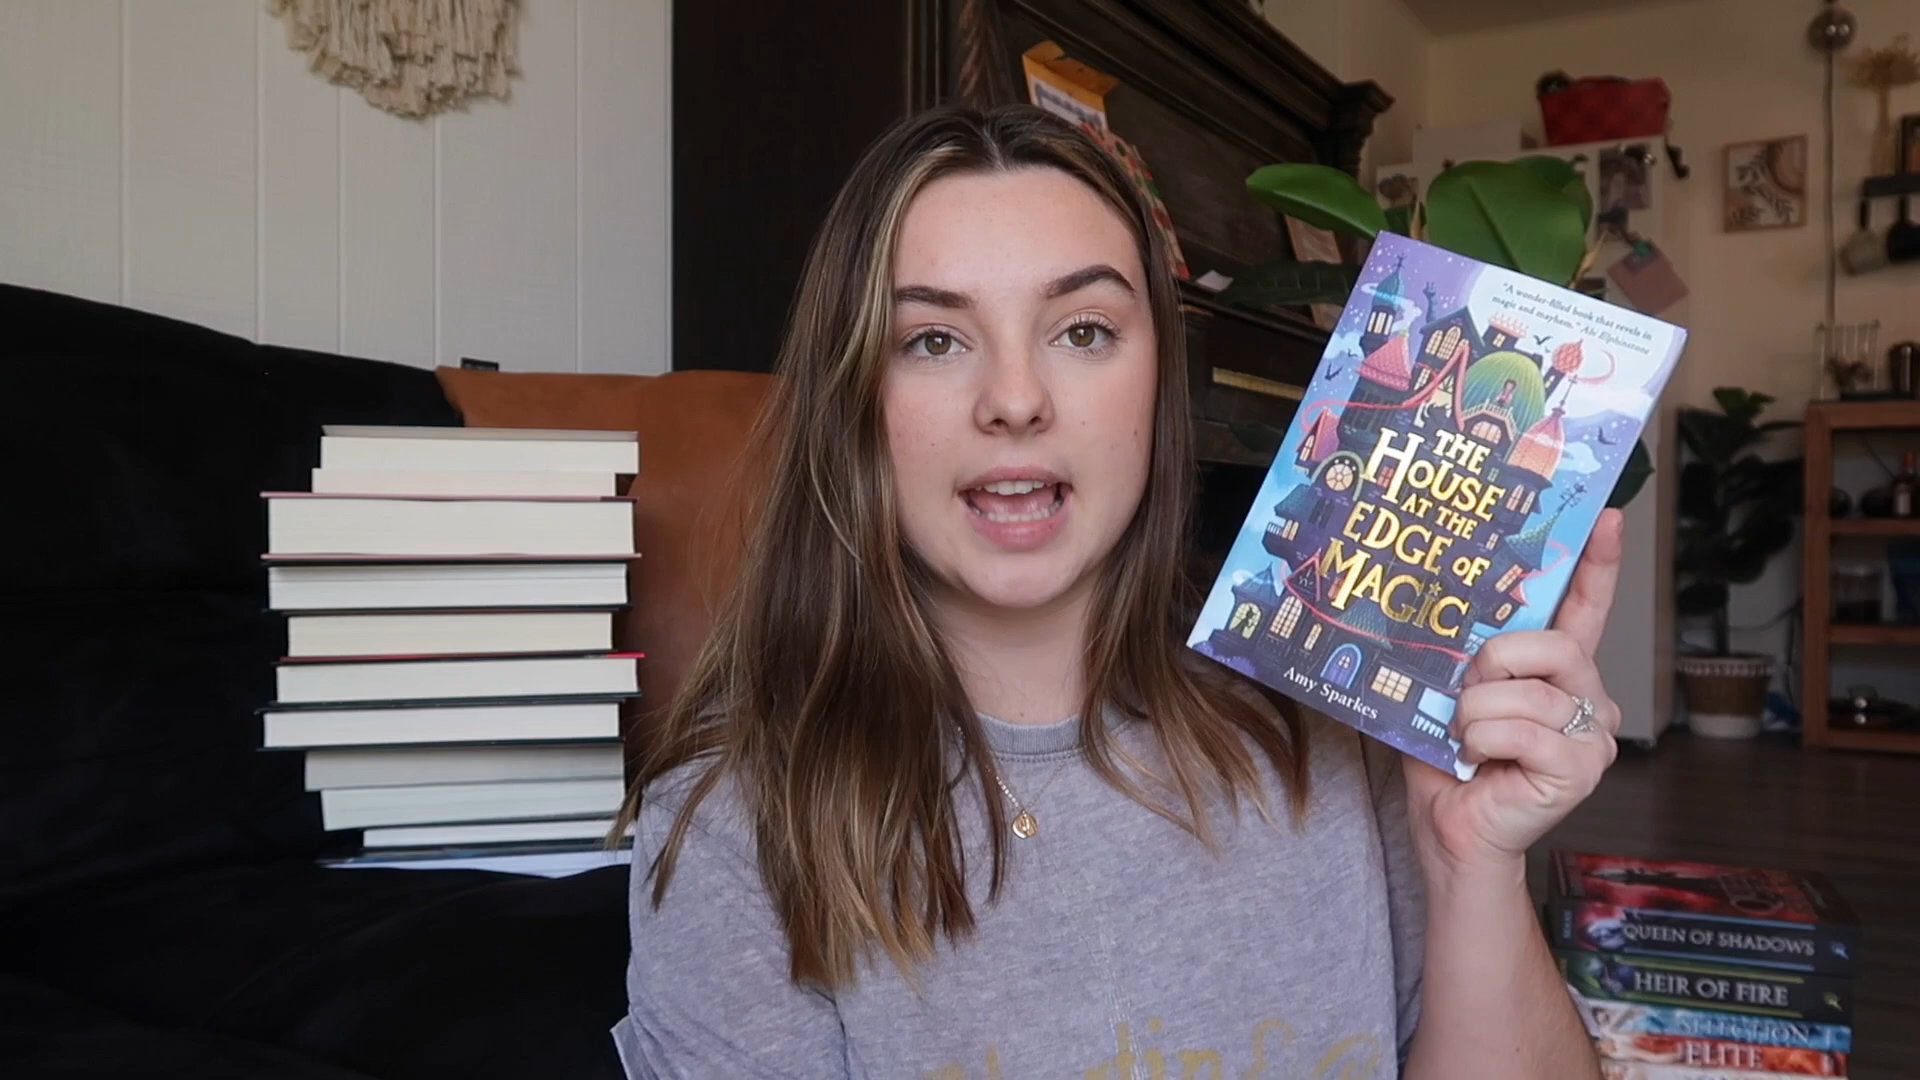 "A wonder-filled book that revels in
magic and mayhem." Abi Elphinstone
THE
HOUSE
AT THE
EDGE OF
MAGIC
Amy Sparkes
QUEEN OF SHADOWS
HEIR OF FIRE
SELECTION
ELITE